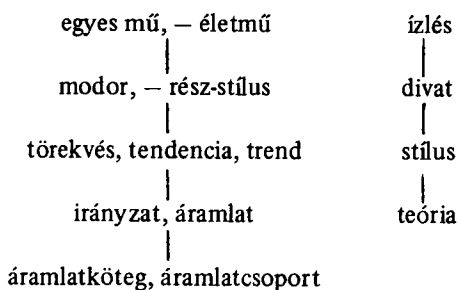 egyes mű, – életmű ízlés
modor, – rész-stílus divat
törekvés, tendencia, trend stílus
irányzat, áramlat teória
áramlatköteg, áramlatcsoport